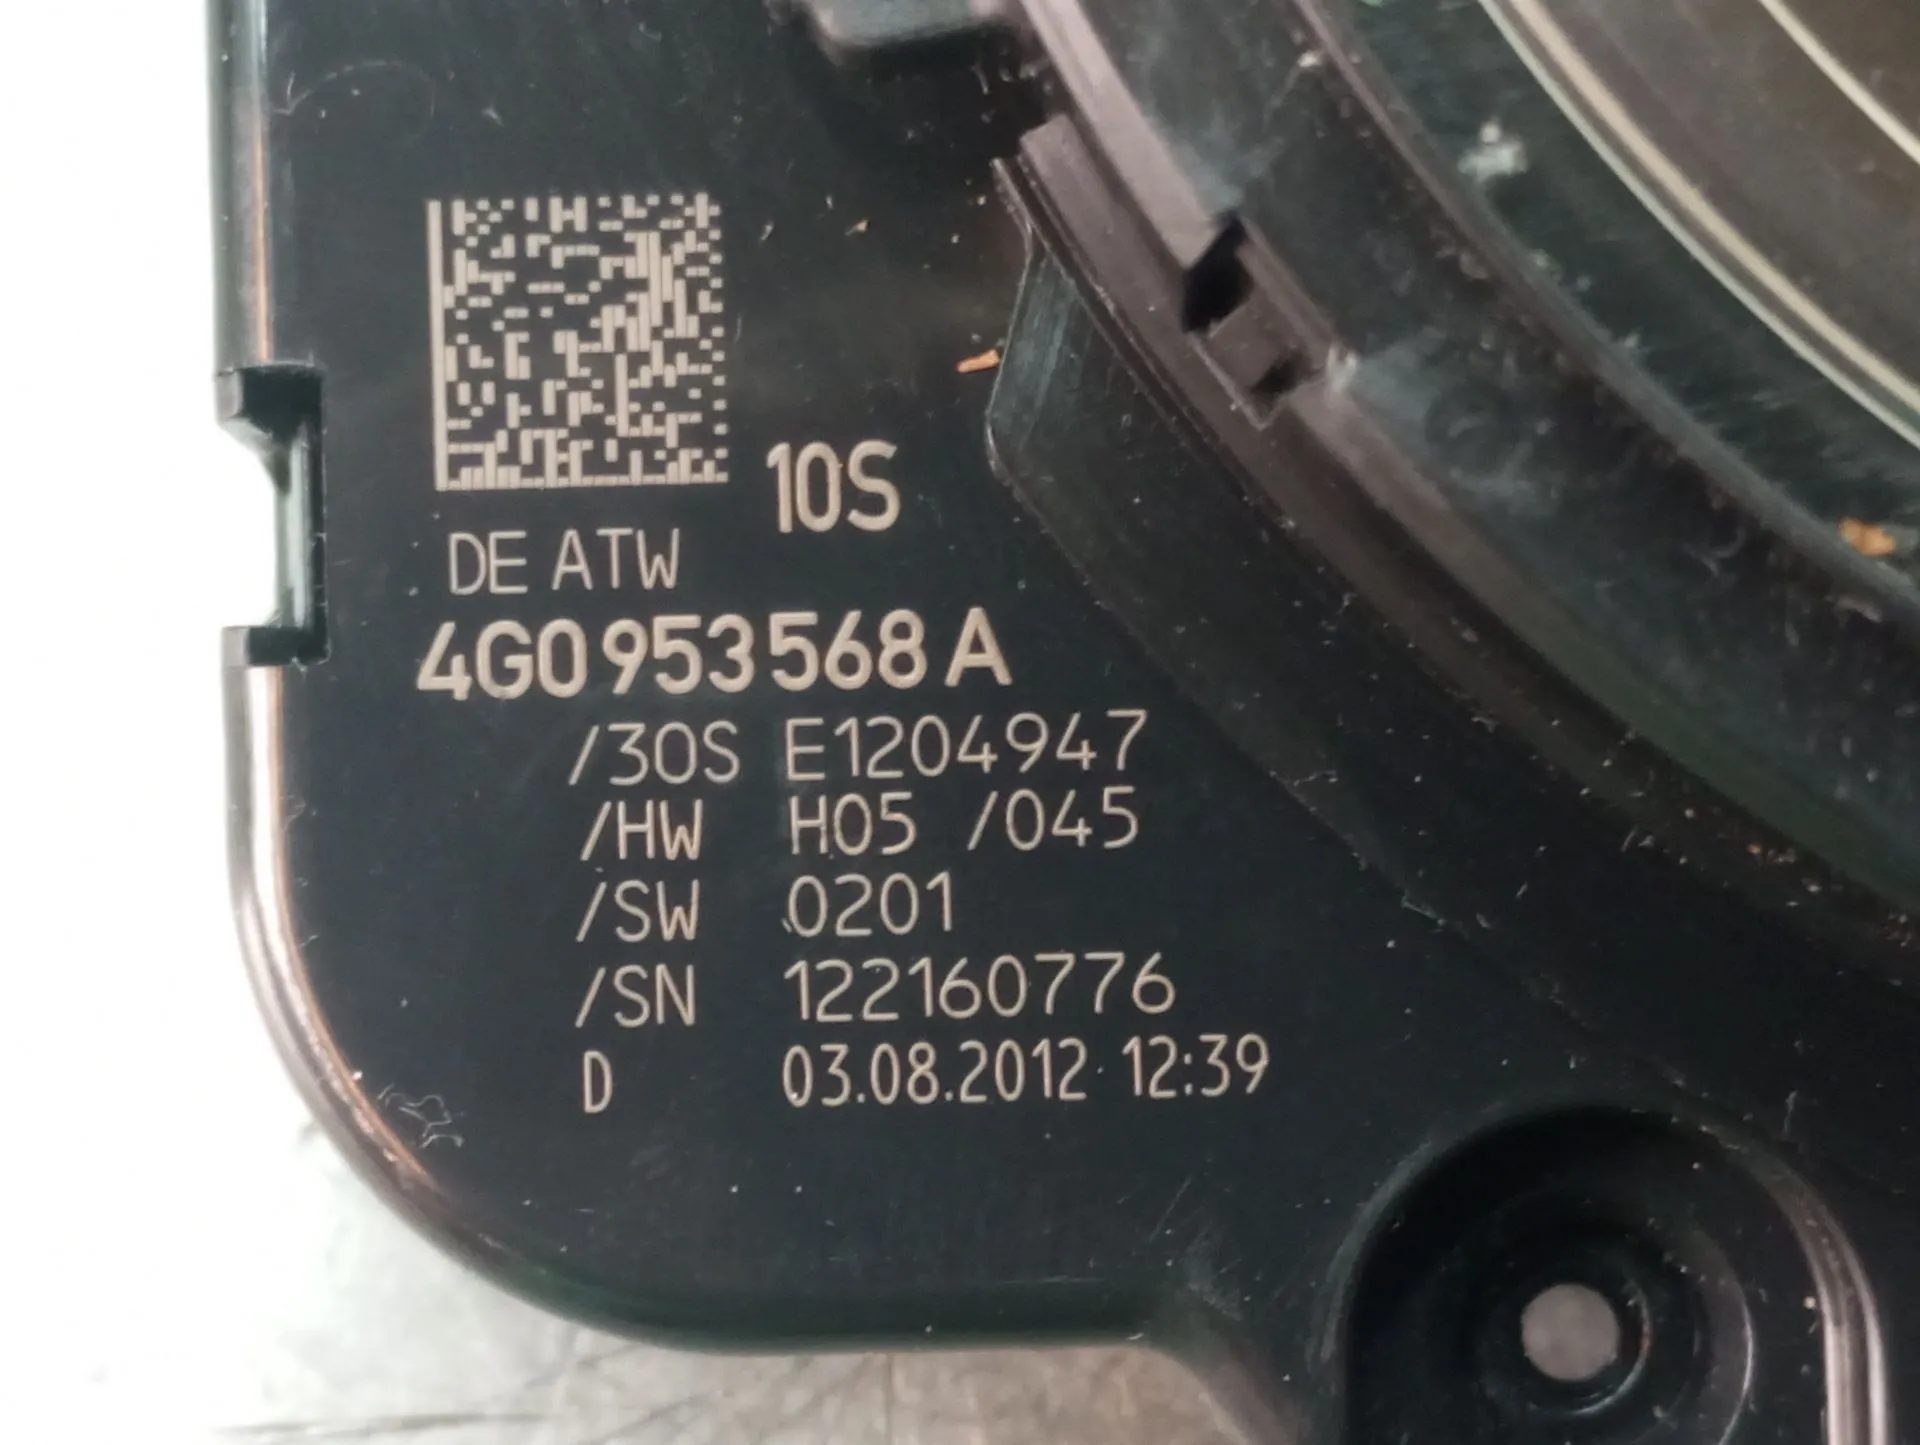 10S
DE ATW
4G0 953 568 A
/30S E1204947
/HW H05 /045
/SW 0201
/SN 122160776
D 03.08.2012 12:39